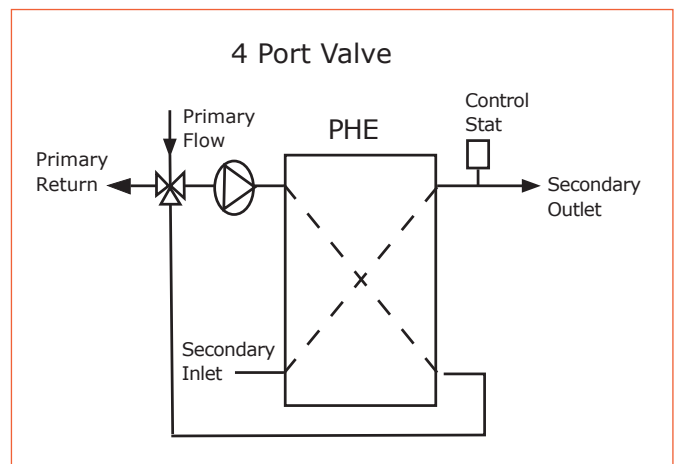 4 Port Valve
Primary
Flow
Primary
Return
PHE
Control
Stat
Secondary
Outlet
Secondary
Inlet